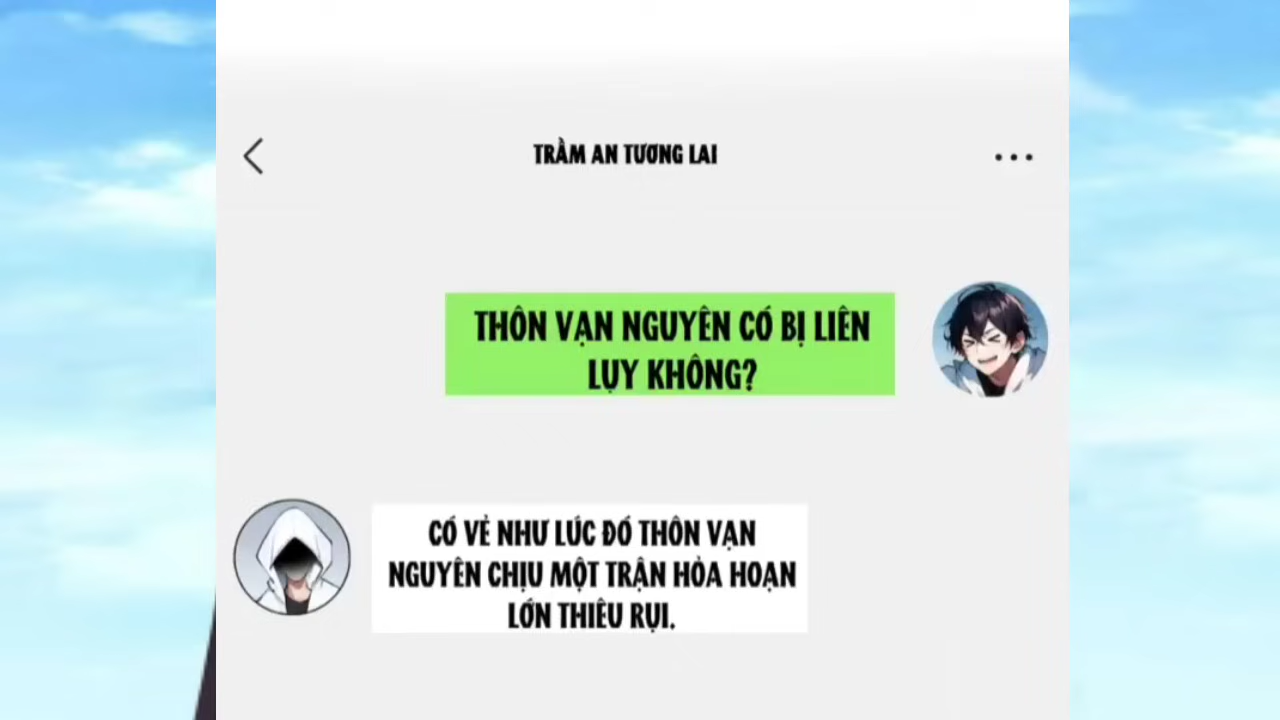 TRẦM AN TƯƠNG LAI
THÔN VẠN NGUYÊN CÓ BỊ LIÊN
LỤY KHÔNG?
CÓ VẺ NHƯ LÚC ĐÓ THÔN VẠN
NGUYÊN CHỊU MỘT TRẬN HỎA HOẠN
LỚN THIÊU RỤI.